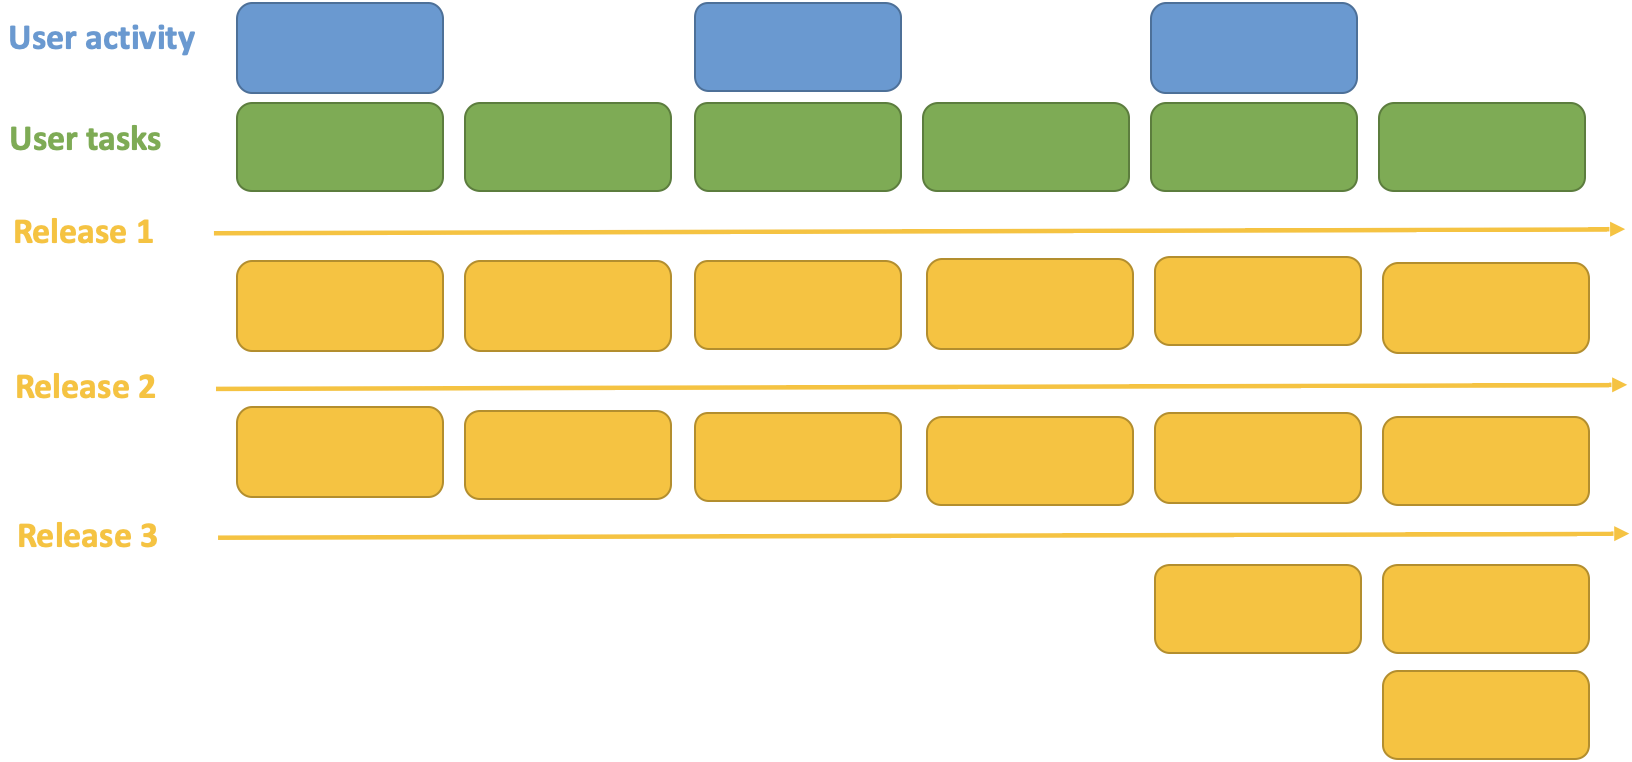 User activity
User tasks
Release 1
Release 2
Release 3